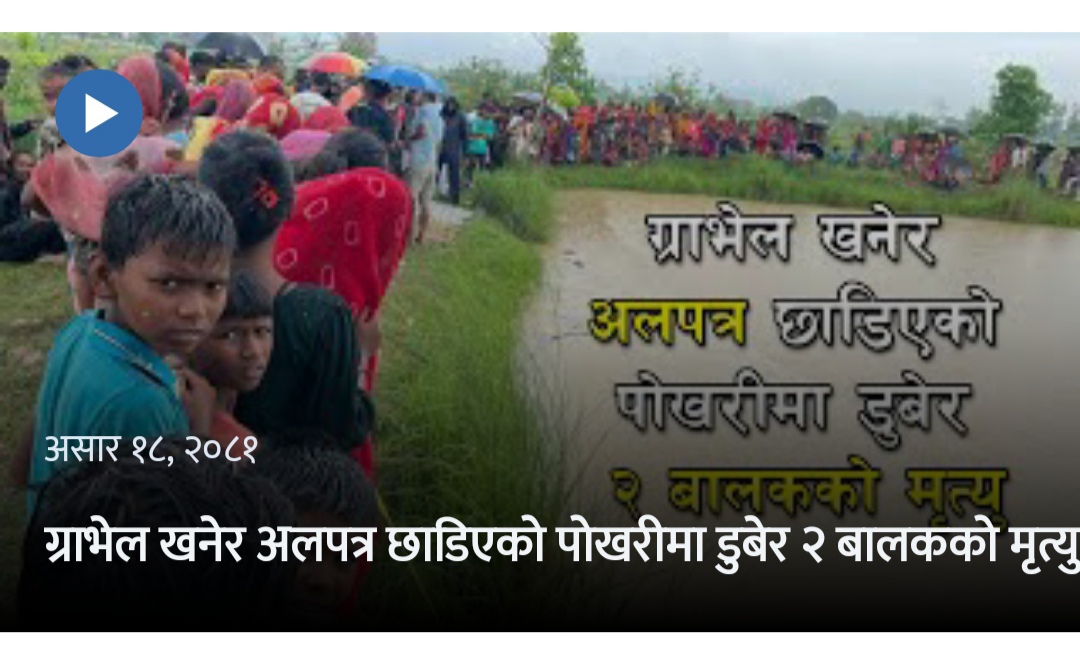 ग्राभेल खनेर
अलपत्र छाडिएको
पोखरीमा डुबेर
२ बालकको मृत्य
असार १८, २०८१
ग्राभेल खनेर अलपत्र छाडिएको पोखरीमा डुबेर २ बालकको मृत्यु